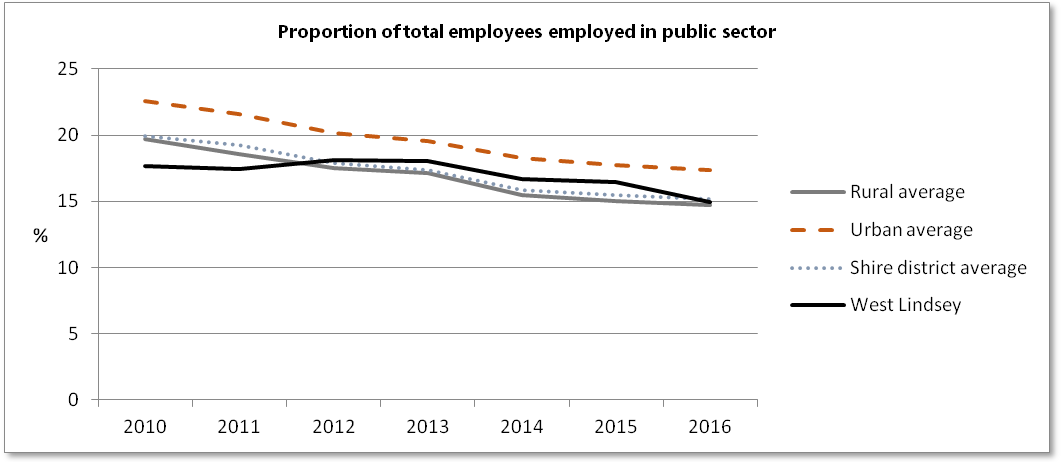 Proportion of total employees employed in public sector
25
20
15
10
5
0
%
2010 2011 2012 2013 2014 2015 2016
Rural average
Urban average
Shire district average
West Lindsey